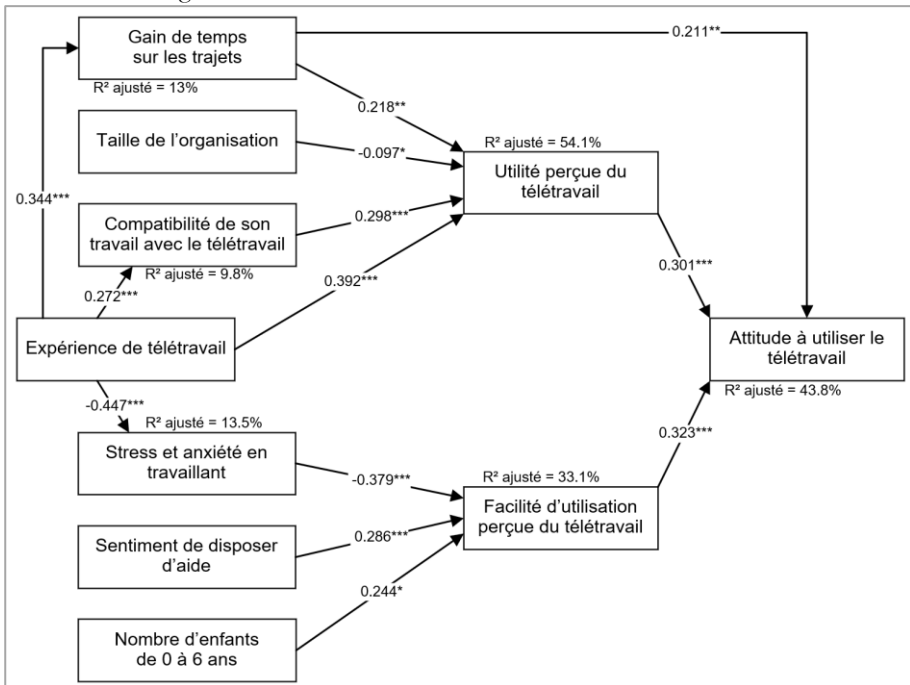 Gain de temps
sur les trajets
0.211**
R² ajusté = 13%
0.218**
Taille de l'organisation
R² ajusté = 54.1%
-0.097*
Utilité perçue du
télétravail
0.344***
Compatibilité de son
travail avec le télétravail
0.298***
R² ajusté = 9.8%
0.301***
0.272***
0.392***
Expérience de télétravail
Attitude à utiliser le
télétravail
-0.447***
R² ajusté = 43.8%
R² ajusté = 13.5%
0.323***
Stress et anxiété en
travaillant
-0.379***
R² ajusté = 33.1%
Facilité d'utilisation
perçue du télétravail
0.286***
Sentiment de disposer
d'aide
0.244*
Nombre d'enfants
de 0 à 6 ans